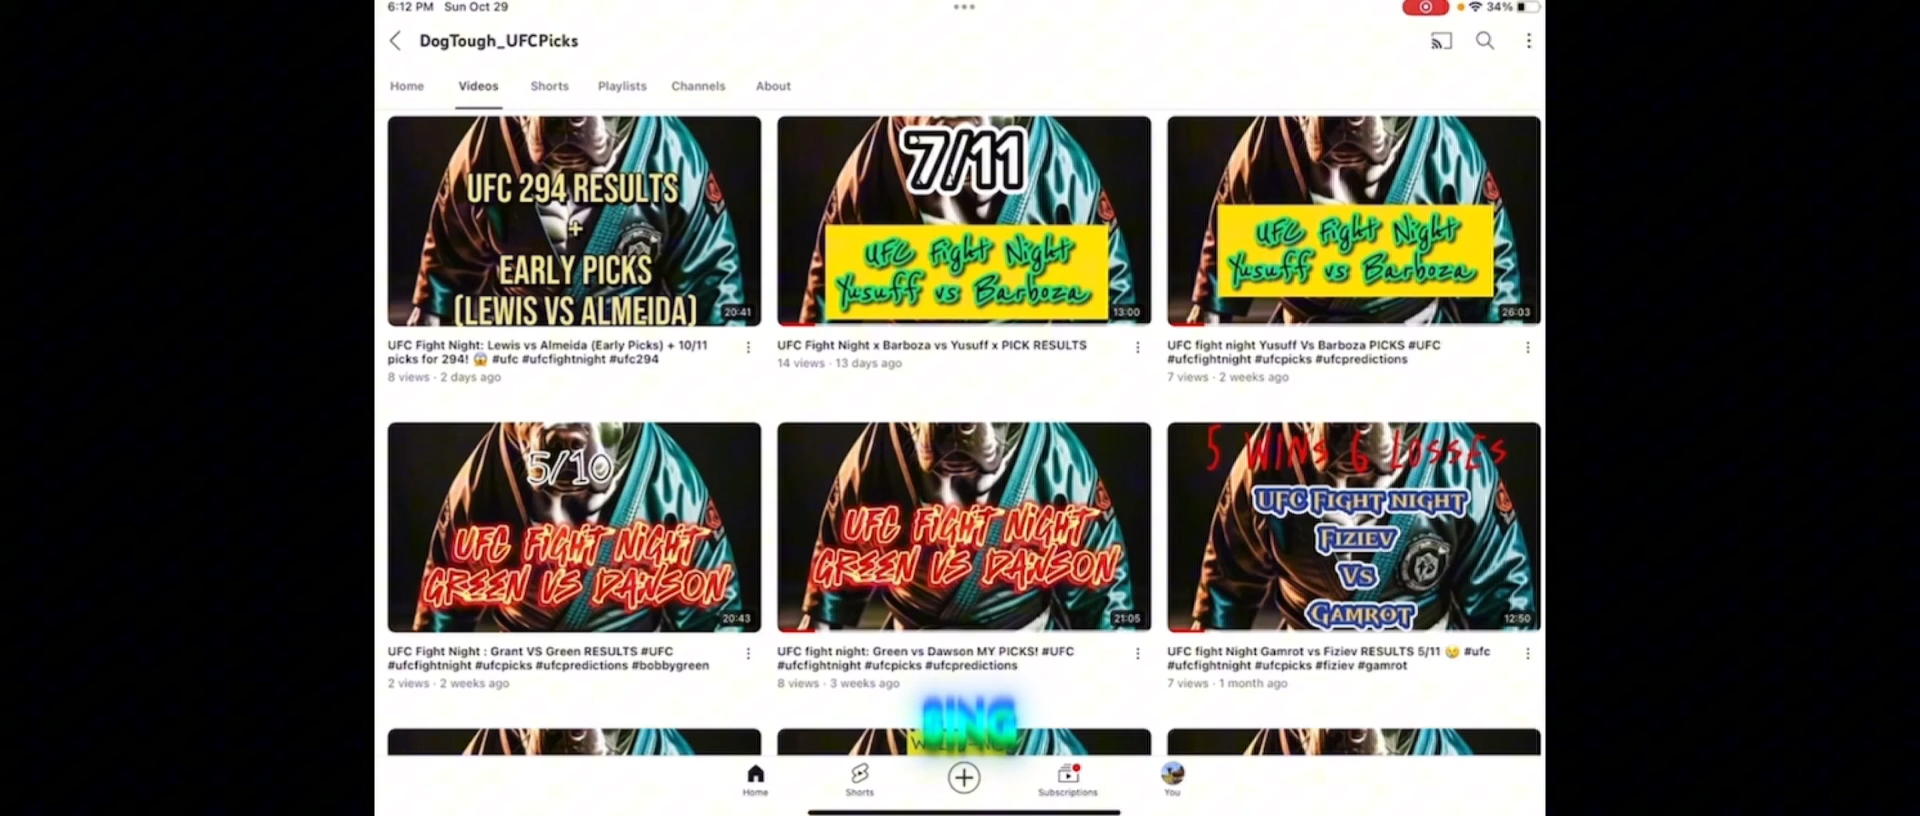 6:12 PM Sun Oct 29
34%
DogTough_UFCPicks
Home Videos Shorts Playlists Channels About
UFC 294 RESULTS
+
EARLY PICKS
(LEWIS VS ALMEIDA)
20:41
7/11
UFC Fight Night
Yusuff vs Barboza
13:00
UFC Fight Night
Yusuff vs Barboza
26:03
UFC Fight Night: Lewis vs Almeida (Early Picks) + 10/11
picks for 294! 😱 #ufc #ufcfightnight #ufc294
8 views · 2 days ago
UFC Fight Night x Barboza vs Yusuff x PICK RESULTS
14 views · 13 days ago
UFC fight night Yusuff Vs Barboza PICKS #UFC
#ufcfightnight #ufcpicks #ufcpredictions
7 views · 2 weeks ago
5/10
UFC FIGHT NIGHT
GREEN VS DAWSON
20:43
UFC FIGHT NIGHT
GREEN VS DAWSON
21:05
5 WINS 6 LOSSES
UFC FIGHT NIGHT
FIZIEV
VS
GAMROT
12:50
UFC Fight Night : Grant VS Green RESULTS #UFC
#ufcfightnight #ufcpicks #ufcpredictions #bobbygreen
2 views · 2 weeks ago
UFC fight night: Green vs Dawson MY PICKS! #UFC
#ufcfightnight #ufcpicks #ufcpredictions
8 views · 3 weeks ago
UFC fight Night Gamrot vs Fiziev RESULTS 5/11 😢 #ufc
#ufcfightnight #ufcpicks #fiziev #gamrot
7 views · 1 month ago
SING
Home Shorts Subscriptions You